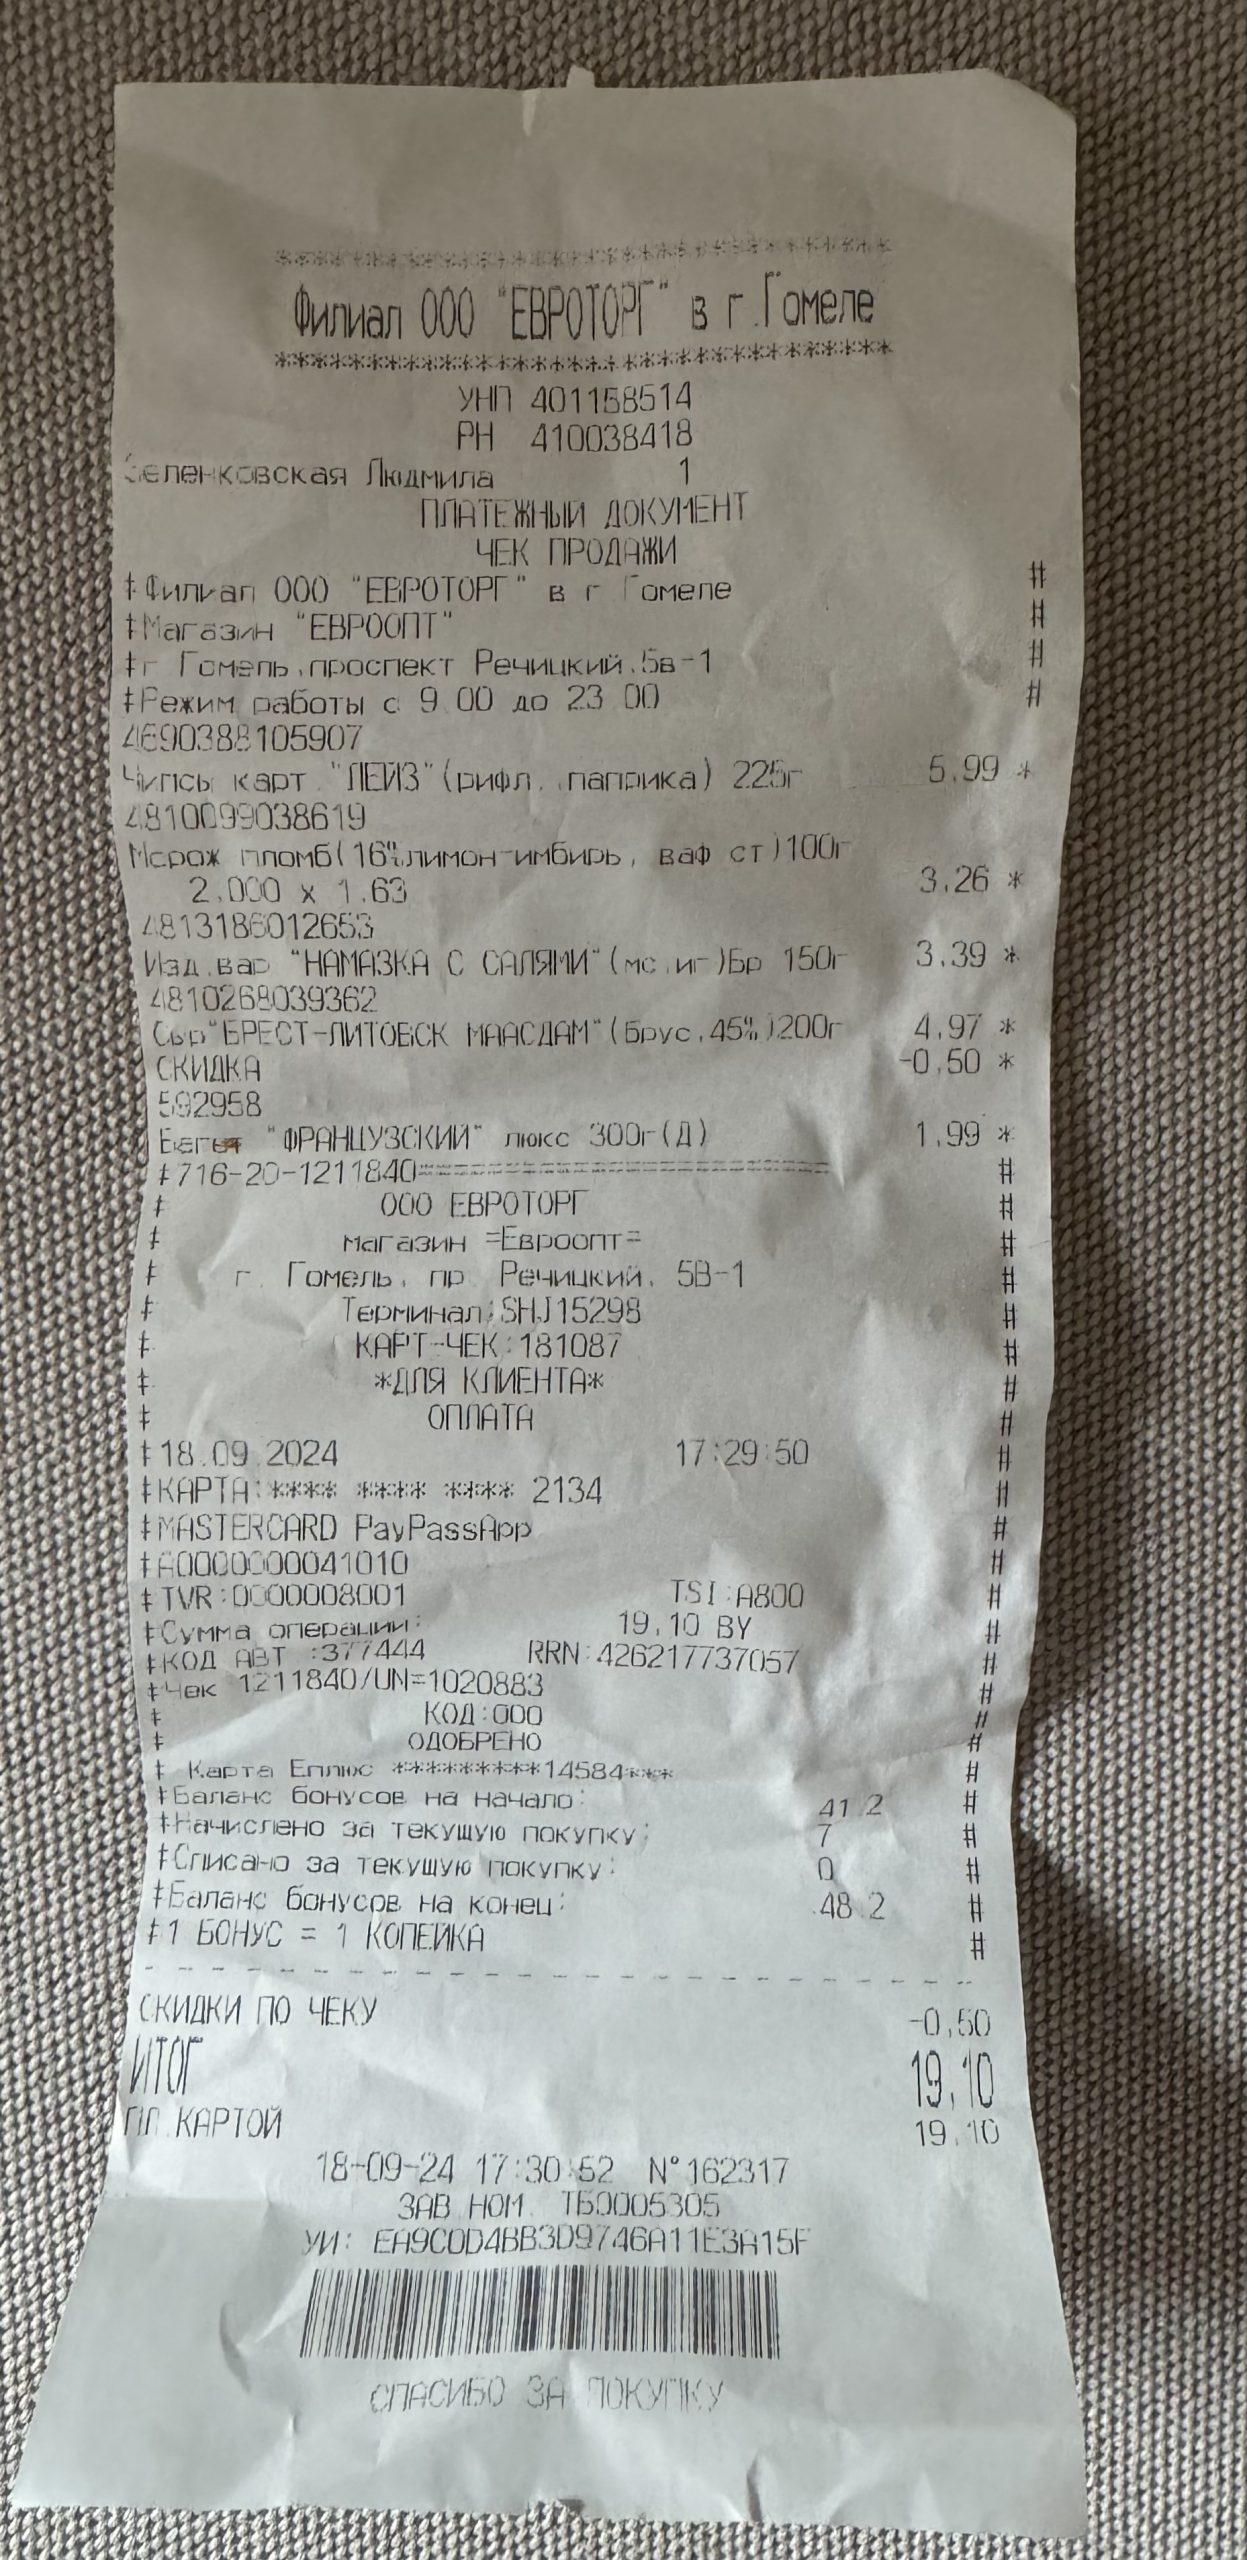 ********************************************
Филиал ООО "ЕВРОТОРГ" в г.Гомеле
********************************************
УНП 401158514
РН 410038418
Зеленковская Людмила 1
ПЛАТЕЖНЫЙ ДОКУМЕНТ
ЧЕК ПРОДАЖИ
#Филиал ООО "ЕВРОТОРГ" в г.Гомеле #
#Магазин "ЕВРООПТ" #
#г.Гомель,проспект Речицкий,5в-1 #
#Режим работы с 9.00 до 23.00 #
4690388105907
Чипсы карт."ЛЕЙЗ"(рифл.,паприка) 225г 5,99 *
4810099038619
Морож пломб(16%лимон-имбирь, ваф ст)100г
2,000 x 1,63 3,26 *
4813186012653
Изд.вар "НАМАЗКА С САЛЯМИ"(мс.иг)Бр 150г 3,39 *
4810268039362
Сыр"БРЕСТ-ЛИТОВСК МААСДАМ"(брус,45%)200г 4,97 *
СКИДКА -0,50 *
592958
Багет "ФРАНЦУЗСКИЙ" люкс 300г(Д) 1,99 *
#716-20-1211840============================ #
# ООО ЕВРОТОРГ #
# магазин =Евроопт= #
# г. Гомель, пр. Речицкий, 5В-1 #
# Терминал:SHJ15298 #
# КАРТ-ЧЕК:181087 #
# *ДЛЯ КЛИЕНТА* #
# ОПЛАТА #
#18.09.2024 17:29:50 #
#КАРТА:**** **** **** 2134 #
#MASTERCARD PayPassApp #
#A0000000041010 #
#TVR:0000008001 TSI:A800 #
#Сумма операции: 19,10 BY #
#КОД АВТ.:377444 RRN:426217737057 #
#Чек 1211840/UN=1020883 #
# КОД:000 #
# ОДОБРЕНО #
# Карта Еплюс *********14584*** #
#Баланс бонусов на начало: 41.2 #
#Начислено за текущую покупку: 7 #
#Списано за текущую покупку: 0 #
#Баланс бонусов на конец: 48.2 #
#1 БОНУС = 1 КОПЕЙКА #
- - - - - - - - - - - - - - - - - - - - - - - -
СКИДКИ ПО ЧЕКУ -0,50
ИТОГ 19,10
ПЛ.КАРТОЙ 19,10
18-09-24 17:30:52 N°162317
ЗАВ.НОМ. ТБ0005305
УИ: EA9C0D4BB3D9746A11E3A15F
СПАСИБО ЗА ПОКУПКУ